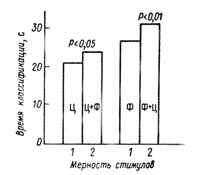 Время классификации, с
30
20
10
0
P<0,05
P<0,01
Ц
Ц+Ф
Ф
Ф+Ц
1 2 1 2
Мерность стимулов